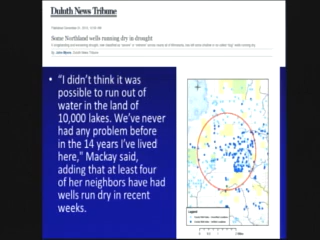 Duluth News Tribune
Some Northland wells running dry in drought
• "I didn't think it was
possible to run out of
water in the land of
10,000 lakes. We've never
had any problem before
in the 14 years I've lived
here," Mackay said,
adding that at least four
of her neighbors have had
wells run dry in recent
weeks.